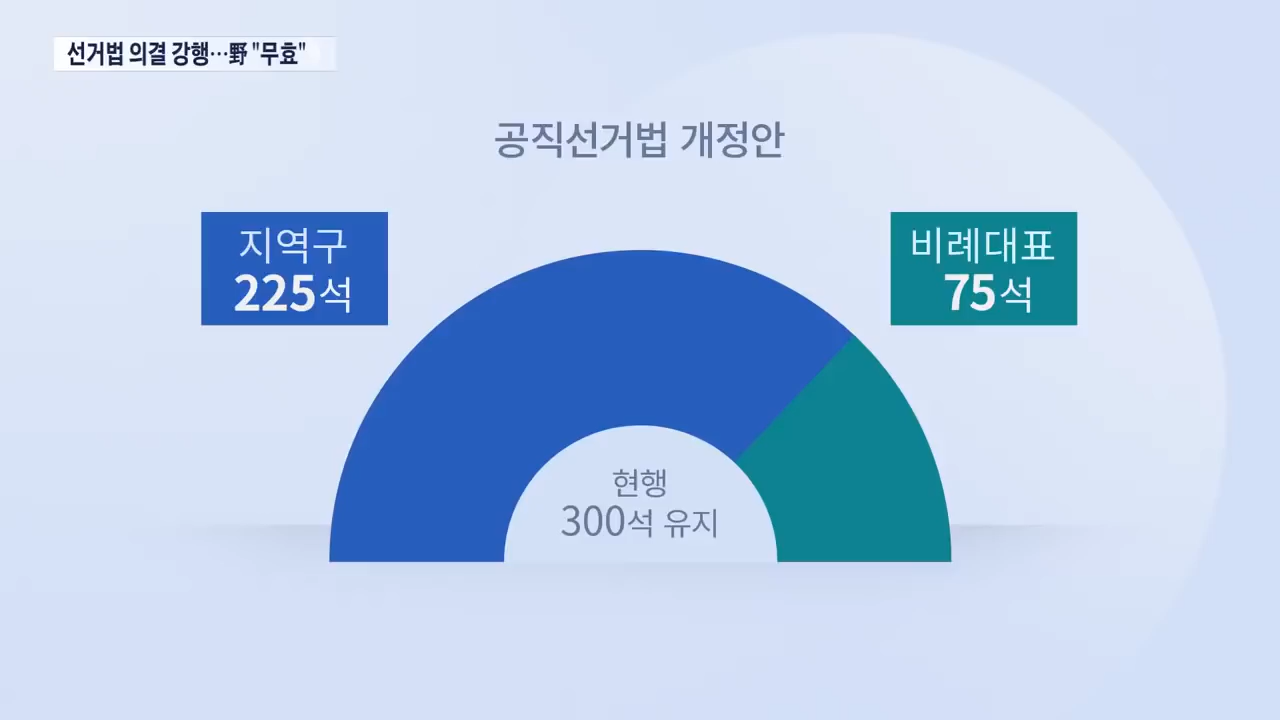 선거법 의결 강행…野 "무효"
공직선거법 개정안
지역구
225석
비례대표
75석
현행
300석 유지